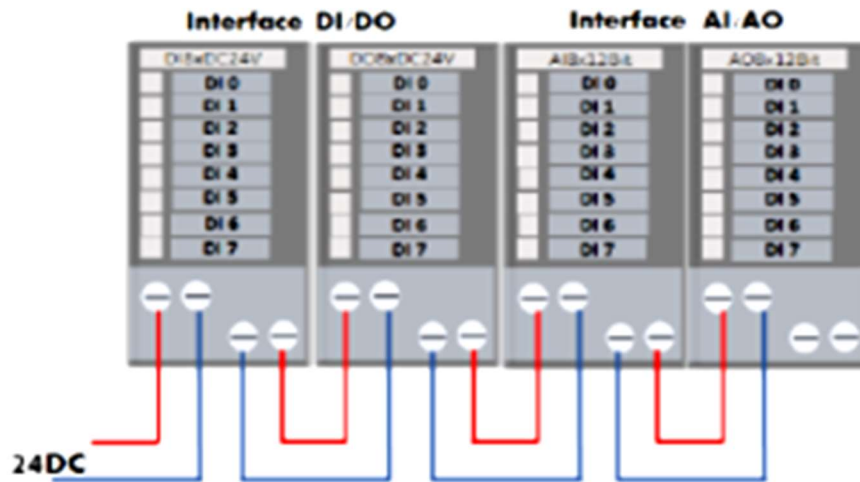 Interface DI/DO
Interface AI/AO
DI8xDC24V
DI 0
DI 1
DI 2
DI 3
DI 4
DI 5
DI 6
DI 7
DO8xDC24V
DI 0
DI 1
DI 2
DI 3
DI 4
DI 5
DI 6
DI 7
AI8x12Bit
DI 0
DI 1
DI 2
DI 3
DI 4
DI 5
DI 6
DI 7
AO8x12Bit
DI 0
DI 1
DI 2
DI 3
DI 4
DI 5
DI 6
DI 7
24DC